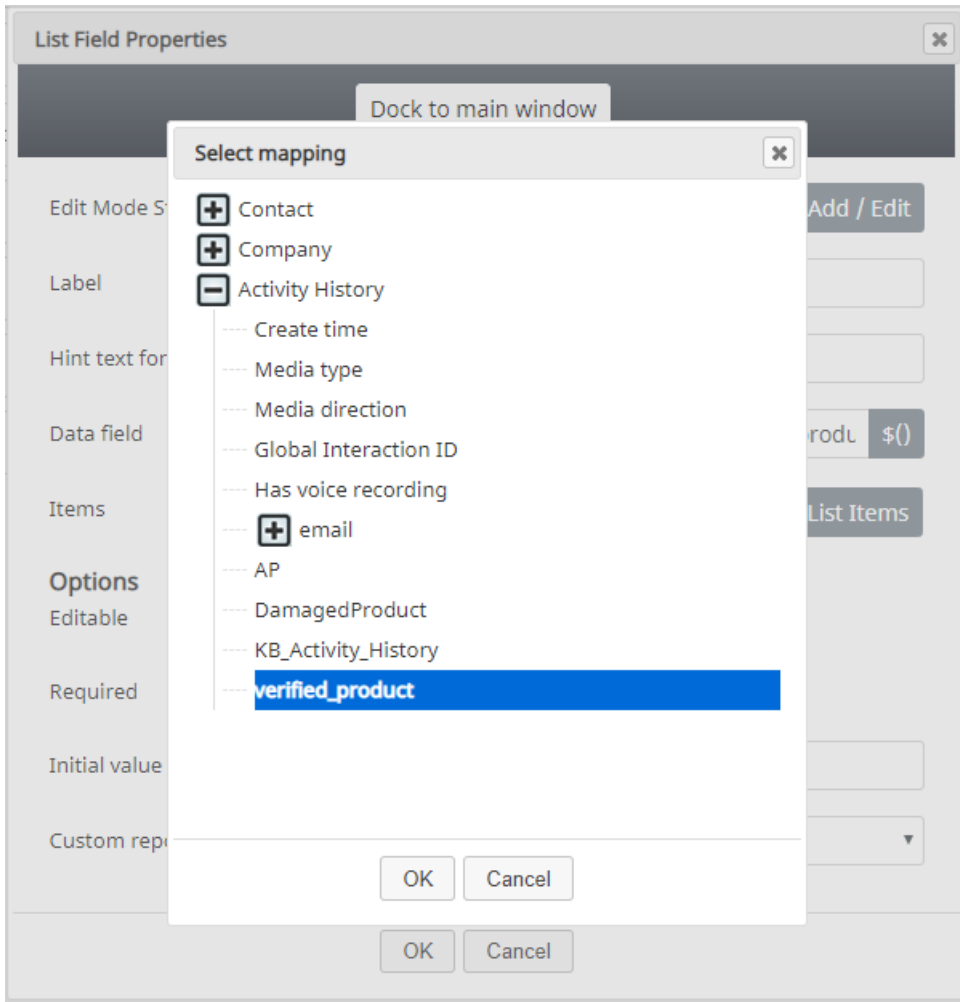 List Field Properties
Dock to main window
Select mapping
Edit Mode S
Add / Edit
Contact
Company
Label
Activity History
Create time
Hint text for
Media type
Media direction
Data field
produ $()
Global Interaction ID
Has voice recording
Items
List Items
email
AP
Options
Editable
DamagedProduct
KB_Activity_History
Required
verified_product
Initial value
Custom repo
OK Cancel
OK Cancel